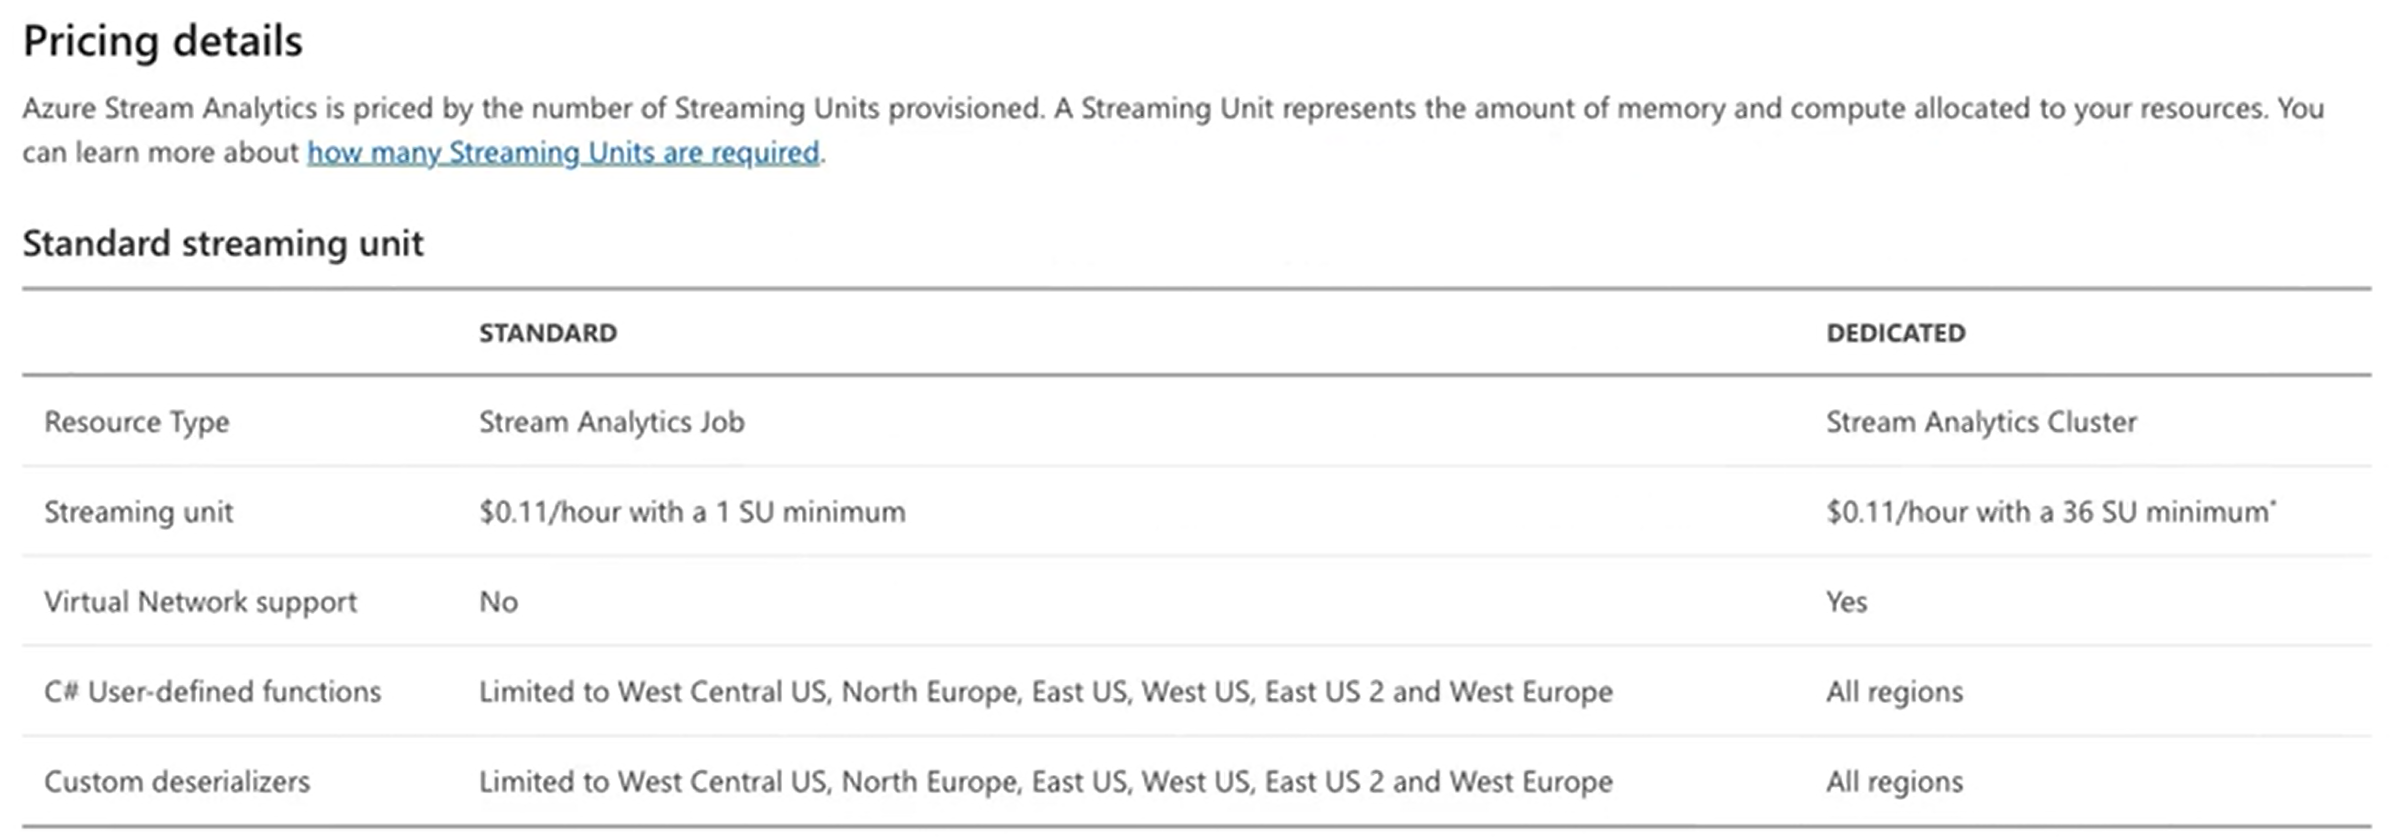 Pricing details
Azure Stream Analytics is priced by the number of Streaming Units provisioned. A Streaming Unit represents the amount of memory and compute allocated to your resources. You
can learn more about how many Streaming Units are required.
Standard streaming unit
STANDARD DEDICATED
Resource Type Stream Analytics Job Stream Analytics Cluster
Streaming unit $0.11/hour with a 1 SU minimum $0.11/hour with a 36 SU minimum*
Virtual Network support No Yes
C# User-defined functions Limited to West Central US, North Europe, East US, West US, East US 2 and West Europe All regions
Custom deserializers Limited to West Central US, North Europe, East US, West US, East US 2 and West Europe All regions